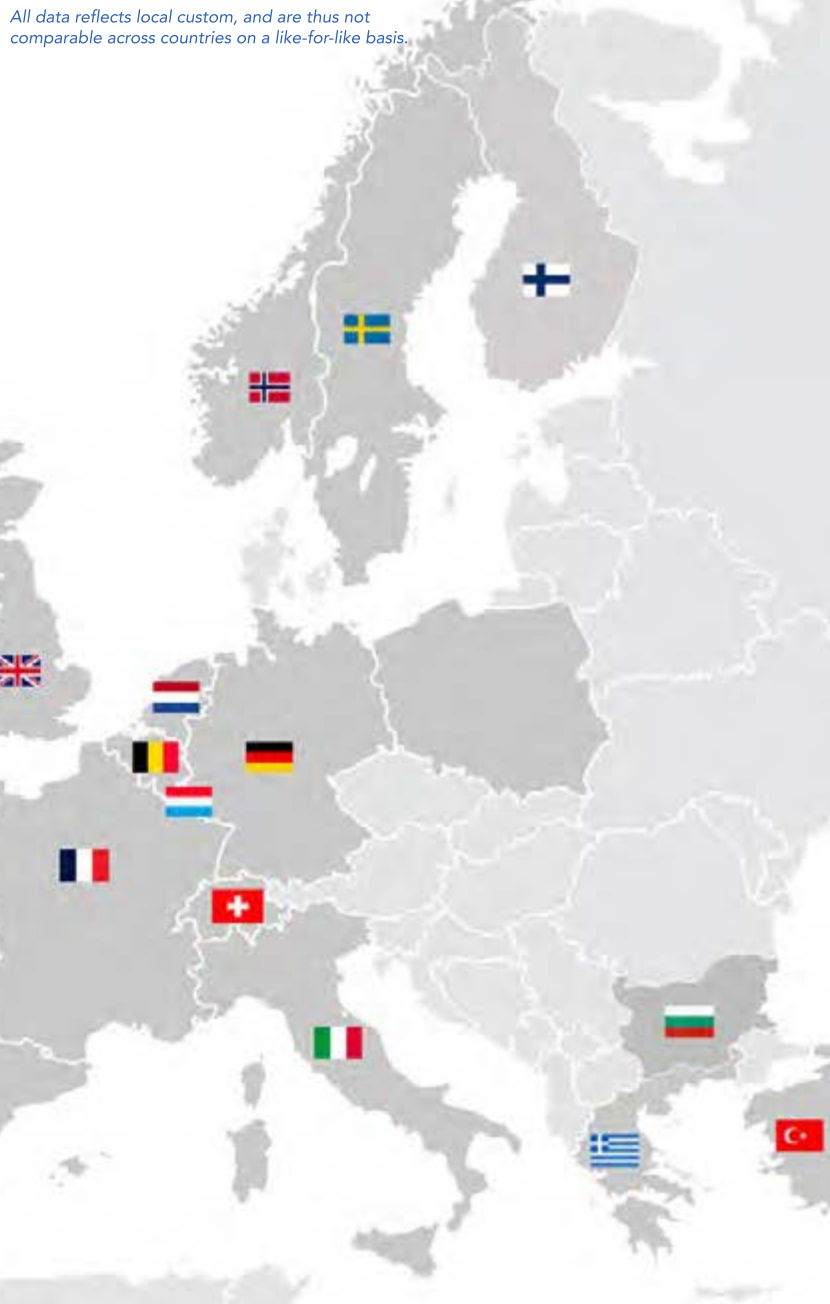 All data reflects local custom, and are thus not
comparable across countries on a like-for-like basis.